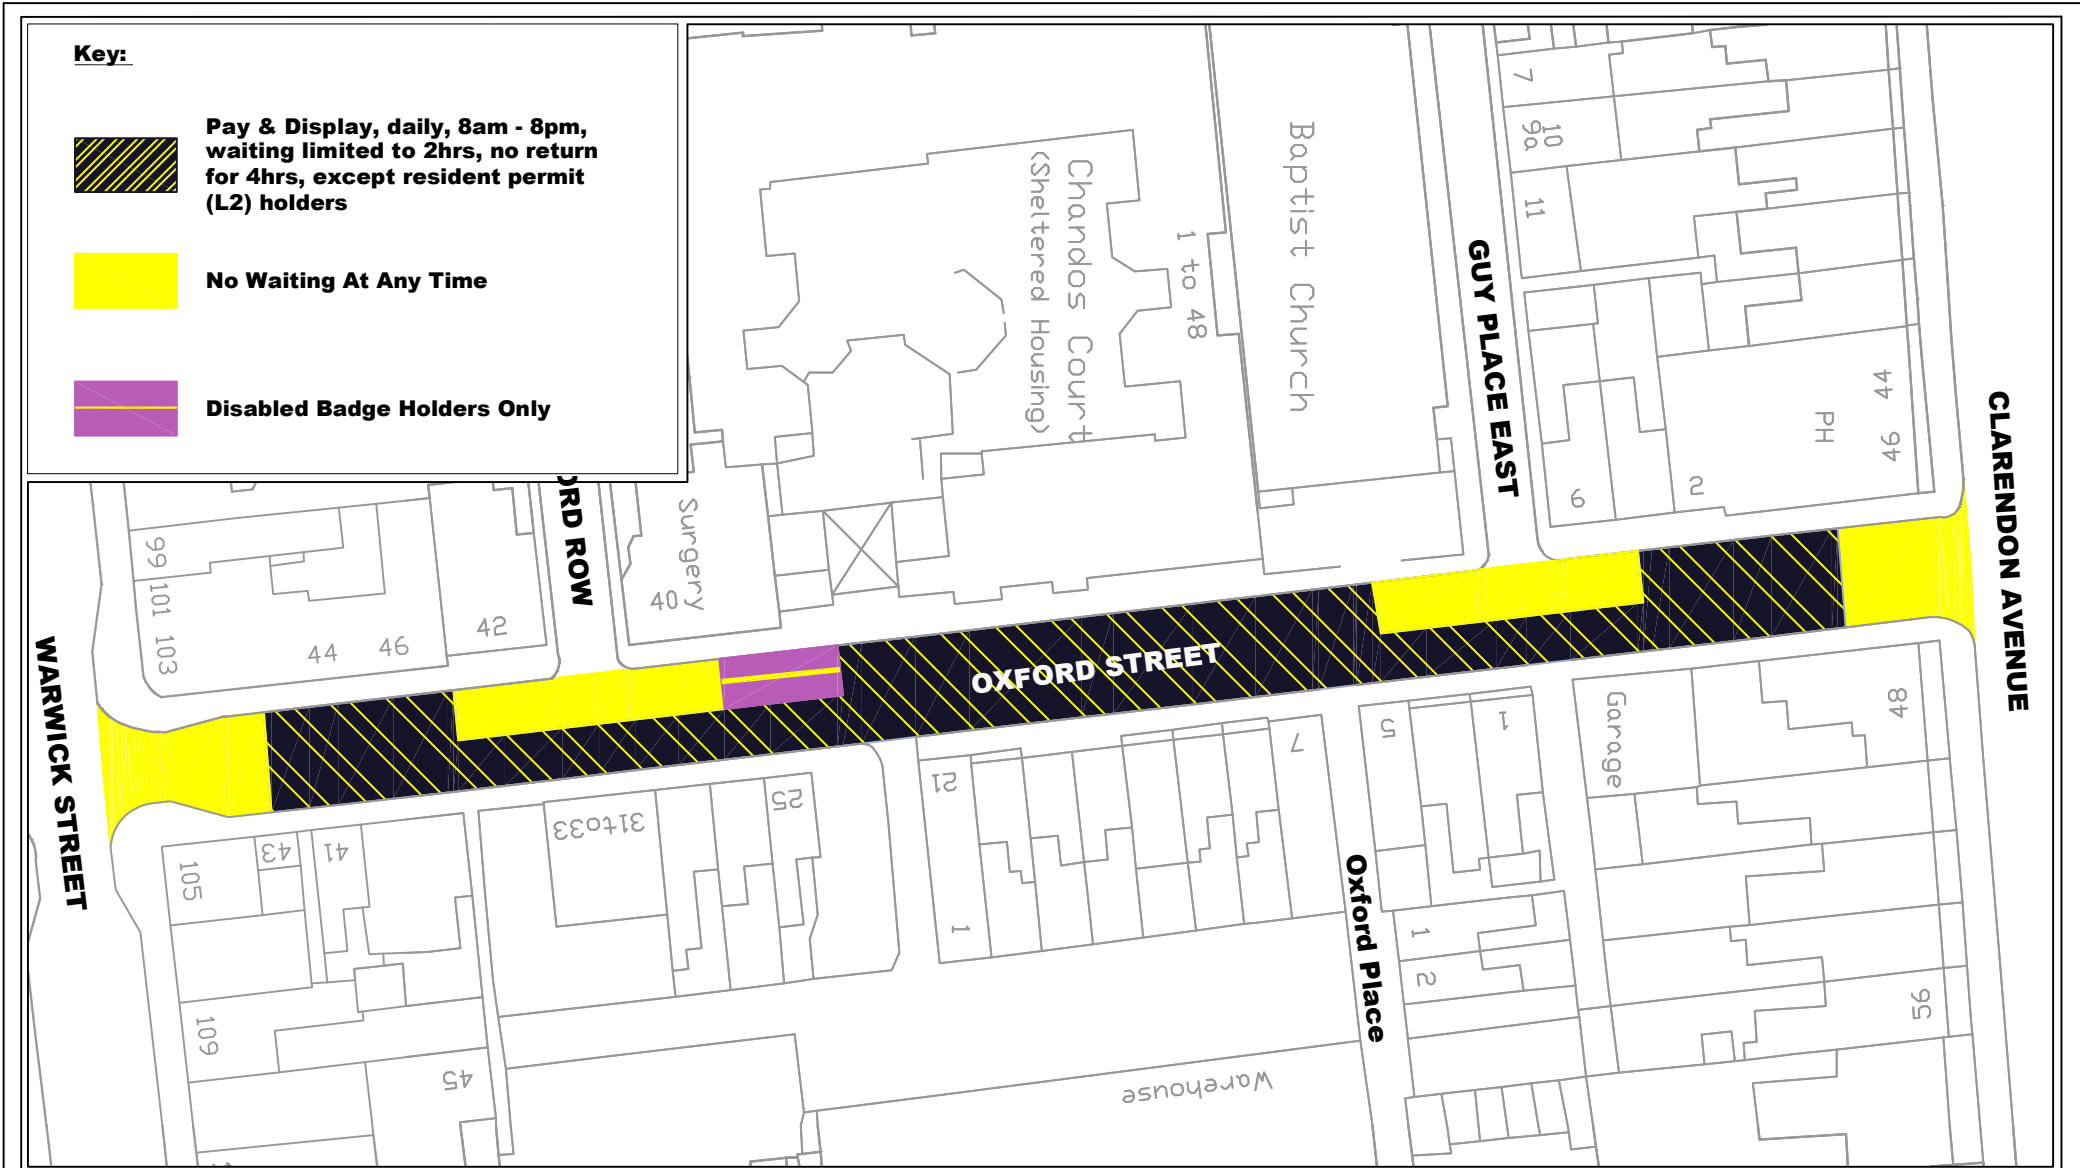 Key:
Pay & Display, daily, 8am - 8pm,
waiting limited to 2hrs, no return
for 4hrs, except resident permit
(L2) holders
No Waiting At Any Time
Disabled Badge Holders Only
Chandos Court
(Sheltered Housing)
1 to 48
Baptist Church
GUY PLACE EAST
7
10
9a
11
44
46
PH
2
6
CLARENDON AVENUE
ORD ROW
Surgery
40
99
101
103
44
46
42
WARWICK STREET
OXFORD STREET
105
43
41
31to33
25
21
7
5
1
Garage
48
1
Oxford Place
1
2
56
109
45
Warehouse